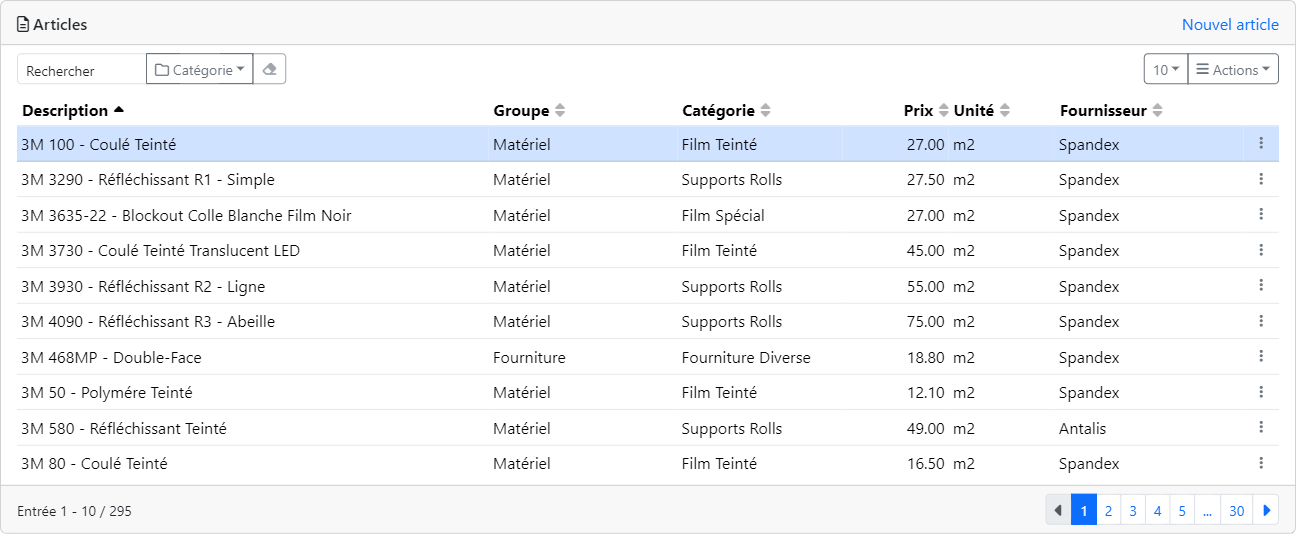 Articles Nouvel article
Rechercher Catégorie 10 Actions
Description Groupe Catégorie Prix Unité Fournisseur
3M 100 - Coulé Teinté Matériel Film Teinté 27.00 m2 Spandex
3M 3290 - Réfléchissant R1 - Simple Matériel Supports Rolls 27.50 m2 Spandex
3M 3635-22 - Blockout Colle Blanche Film Noir Matériel Film Spécial 27.00 m2 Spandex
3M 3730 - Coulé Teinté Translucent LED Matériel Film Teinté 45.00 m2 Spandex
3M 3930 - Réfléchissant R2 - Ligne Matériel Supports Rolls 55.00 m2 Spandex
3M 4090 - Réfléchissant R3 - Abeille Matériel Supports Rolls 75.00 m2 Spandex
3M 468MP - Double-Face Fourniture Fourniture Diverse 18.80 m2 Spandex
3M 50 - Polymére Teinté Matériel Film Teinté 12.10 m2 Spandex
3M 580 - Réfléchissant Teinté Matériel Supports Rolls 49.00 m2 Antalis
3M 80 - Coulé Teinté Matériel Film Teinté 16.50 m2 Spandex
Entrée 1 - 10 / 295 1 2 3 4 5 ... 30